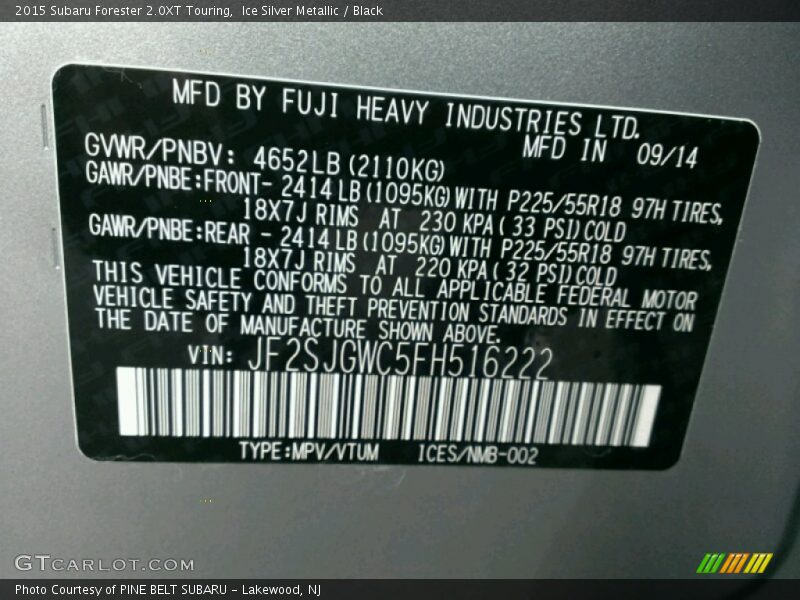 2015 Subaru Forester 2.0XT Touring,  Ice Silver Metallic / Black
MFD BY FUJI HEAVY INDUSTRIES LTD.
MFD IN 09/14
GVWR/PNBV: 4652LB (2110KG)
GAWR/PNBE:FRONT- 2414 LB (1095KG) WITH P225/55R18 97H TIRES,
18X7J RIMS AT 230 KPA ( 33 PSI) COLD
GAWR/PNBE:REAR - 2414 LB (1095KG) WITH P225/55R18 97H TIRES,
18X7J RIMS AT 220 KPA ( 32 PSI) COLD
THIS VEHICLE CONFORMS TO ALL APPLICABLE FEDERAL MOTOR
VEHICLE SAFETY AND THEFT PREVENTION STANDARDS IN EFFECT ON
THE DATE OF MANUFACTURE SHOWN ABOVE.
VIN: JF2SJGWC5FH516222
TYPE:MPV/VTUM ICES/NMB-002
GTCARLOT.COM
Photo Courtesy of PINE BELT SUBARU - Lakewood, NJ